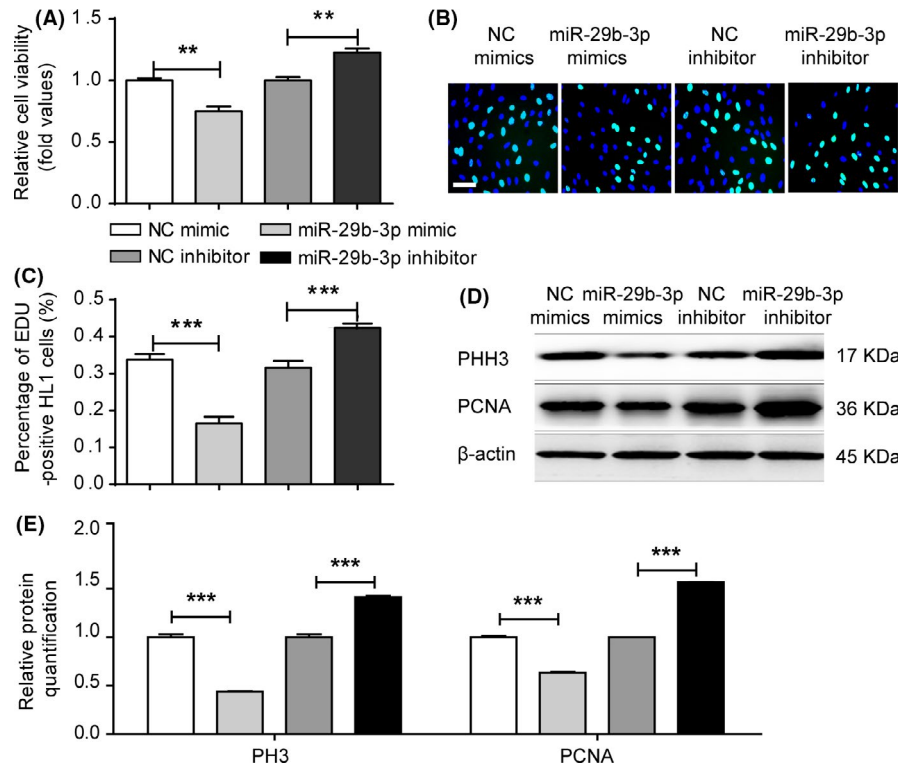 (A)
Relative cell viability
(fold values)
1.5
1.0
0.5
0.0
**
**
NC mimic
miR-29b-3p mimic
NC inhibitor
miR-29b-3p inhibitor
(B)
NC
mimics
miR-29b-3p
mimics
NC
inhibitor
miR-29b-3p
inhibitor
(C)
Percentage of EDU
-positive HL1 cells (%)
0.5
0.4
0.3
0.2
0.1
0.0
***
***
(D)
NC
mimics
miR-29b-3p
mimics
NC
inhibitor
miR-29b-3p
inhibitor
PHH3
17 KDa
PCNA
36 KDa
β-actin
45 KDa
(E)
Relative protein
quantification
2.0
1.5
1.0
0.5
0.0
***
***
***
***
PH3
PCNA